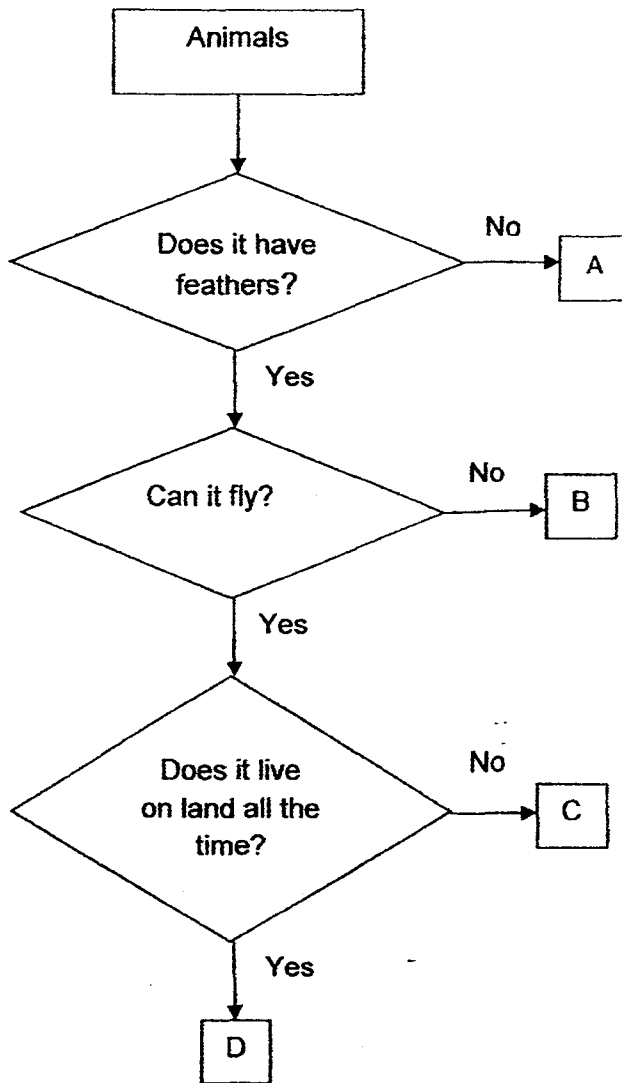 Animals
Does it have
feathers?
No
A
Yes
Can it fly?
No
B
Yes
Does it live
on land all the
time?
No
C
Yes
D